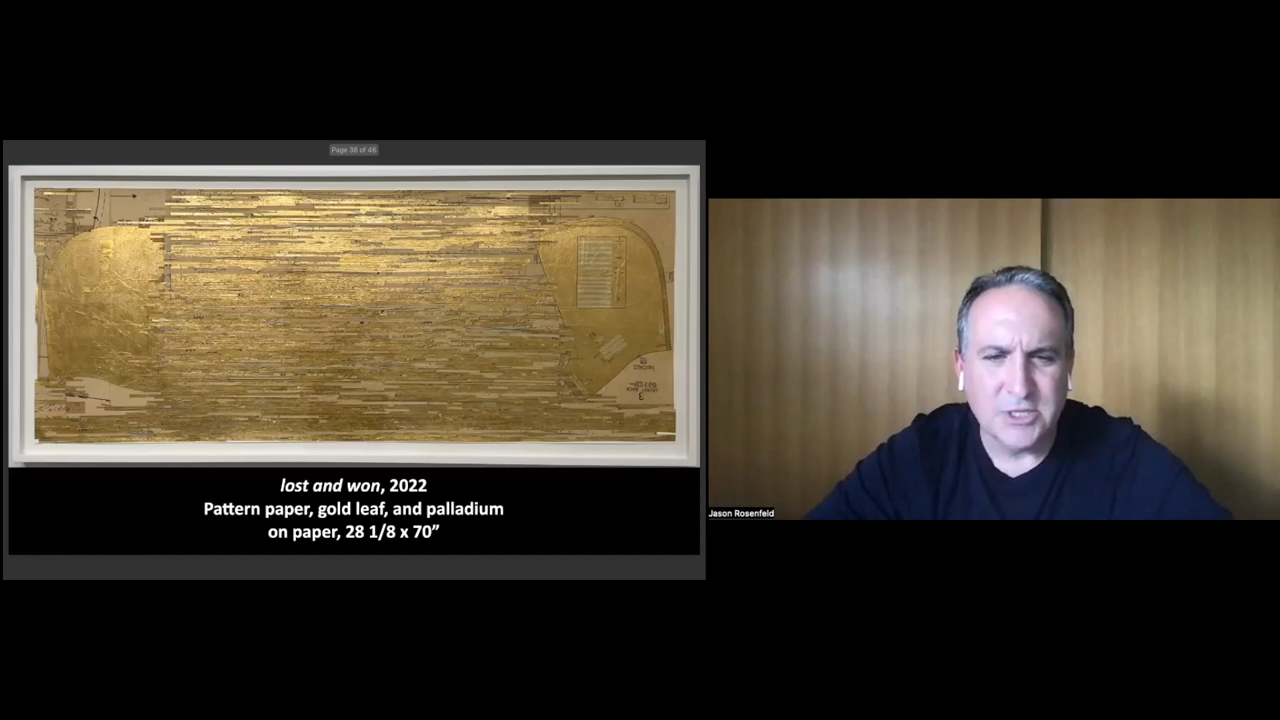 Page 36 of 46
lost and won, 2022
Pattern paper, gold leaf, and palladium
on paper, 28 1/8 x 70”
Jason Rosenfeld
3